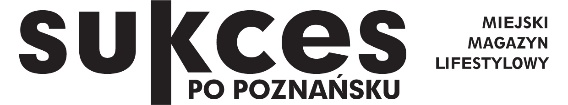 sukces
PO POZNAŃSKU
MIEJSKI
MAGAZYN
LIFESTYLOWY